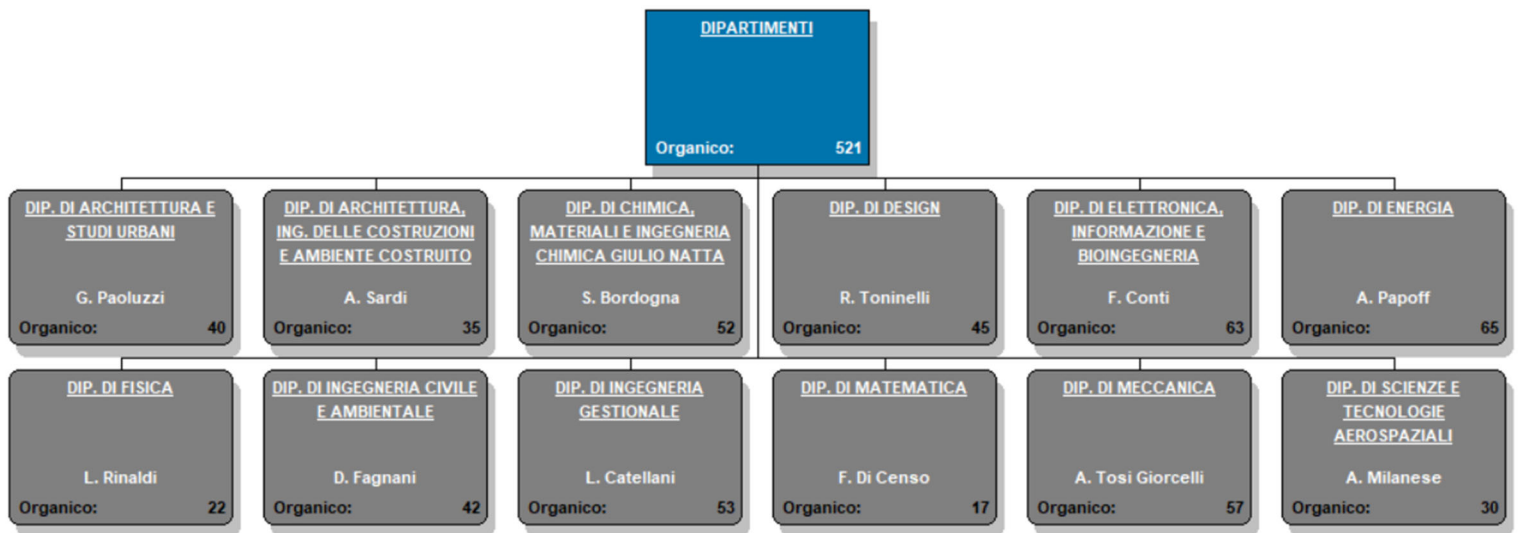 DIPARTIMENTI
Organico: 521
DIP. DI ARCHITETTURA E
STUDI URBANI
G. Paoluzzi
Organico: 40
DIP. DI ARCHITETTURA,
ING. DELLE COSTRUZIONI
E AMBIENTE COSTRUITO
A. Sardi
Organico: 35
DIP. DI CHIMICA,
MATERIALI E INGEGNERIA
CHIMICA GIULIO NATTA
S. Bordogna
Organico: 52
DIP. DI DESIGN
R. Toninelli
Organico: 45
DIP. DI ELETTRONICA,
INFORMAZIONE E
BIOINGEGNERIA
F. Conti
Organico: 63
DIP. DI ENERGIA
A. Papoff
Organico: 65
DIP. DI FISICA
L. Rinaldi
Organico: 22
DIP. DI INGEGNERIA CIVILE
E AMBIENTALE
D. Fagnani
Organico: 42
DIP. DI INGEGNERIA
GESTIONALE
L. Catellani
Organico: 53
DIP. DI MATEMATICA
F. Di Censo
Organico: 17
DIP. DI MECCANICA
A. Tosi Giorcelli
Organico: 57
DIP. DI SCIENZE E
TECNOLOGIE
AEROSPAZIALI
A. Milanese
Organico: 30